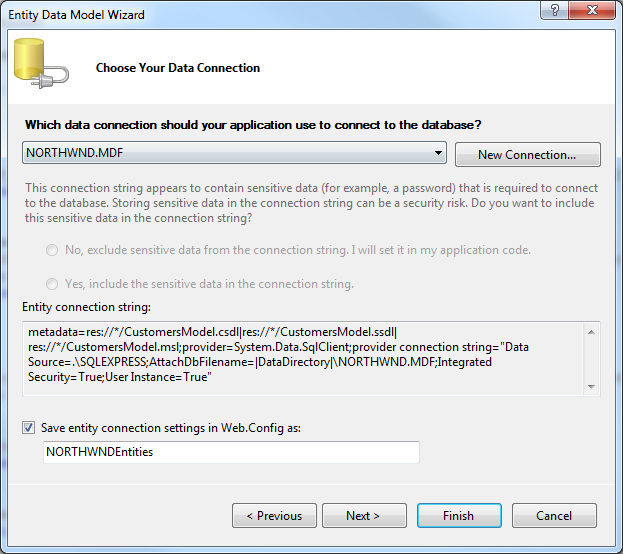 Entity Data Model Wizard
?
Choose Your Data Connection
Which data connection should your application use to connect to the database?
NORTHWND.MDF
New Connection...
This connection string appears to contain sensitive data (for example, a password) that is required to connect
to the database. Storing sensitive data in the connection string can be a security risk. Do you want to include
this sensitive data in the connection string?
No, exclude sensitive data from the connection string. I will set it in my application code.
Yes, include the sensitive data in the connection string.
Entity connection string:
metadata=res://*/CustomersModel.csdl|res://*/CustomersModel.ssdl|
res://*/CustomersModel.msl;provider=System.Data.SqlClient;provider connection string="Data
Source=.\SQLEXPRESS;AttachDbFilename=|DataDirectory|\NORTHWND.MDF;Integrated
Security=True;User Instance=True"
Save entity connection settings in Web.Config as:
NORTHWNDEntities
< Previous
Next >
Finish
Cancel